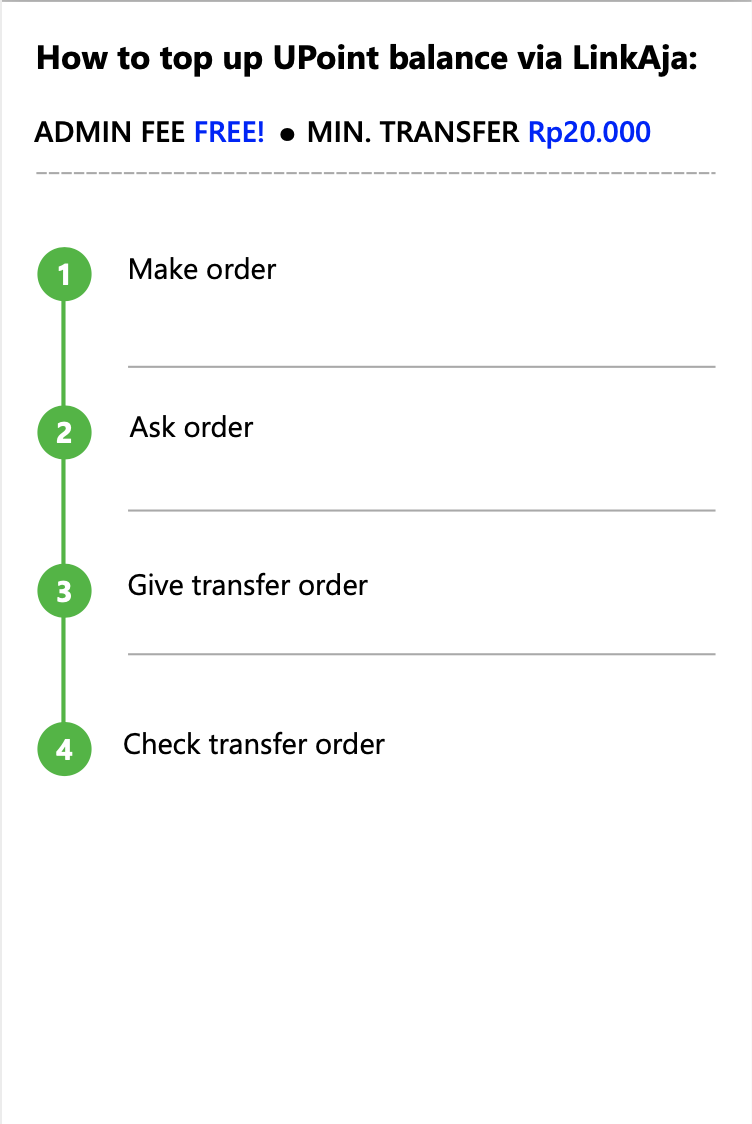 How to top up UPoint balance via LinkAja:
ADMIN FEE FREE! ● MIN. TRANSFER Rp20.000
1 Make order
2 Ask order
3 Give transfer order
4 Check transfer order